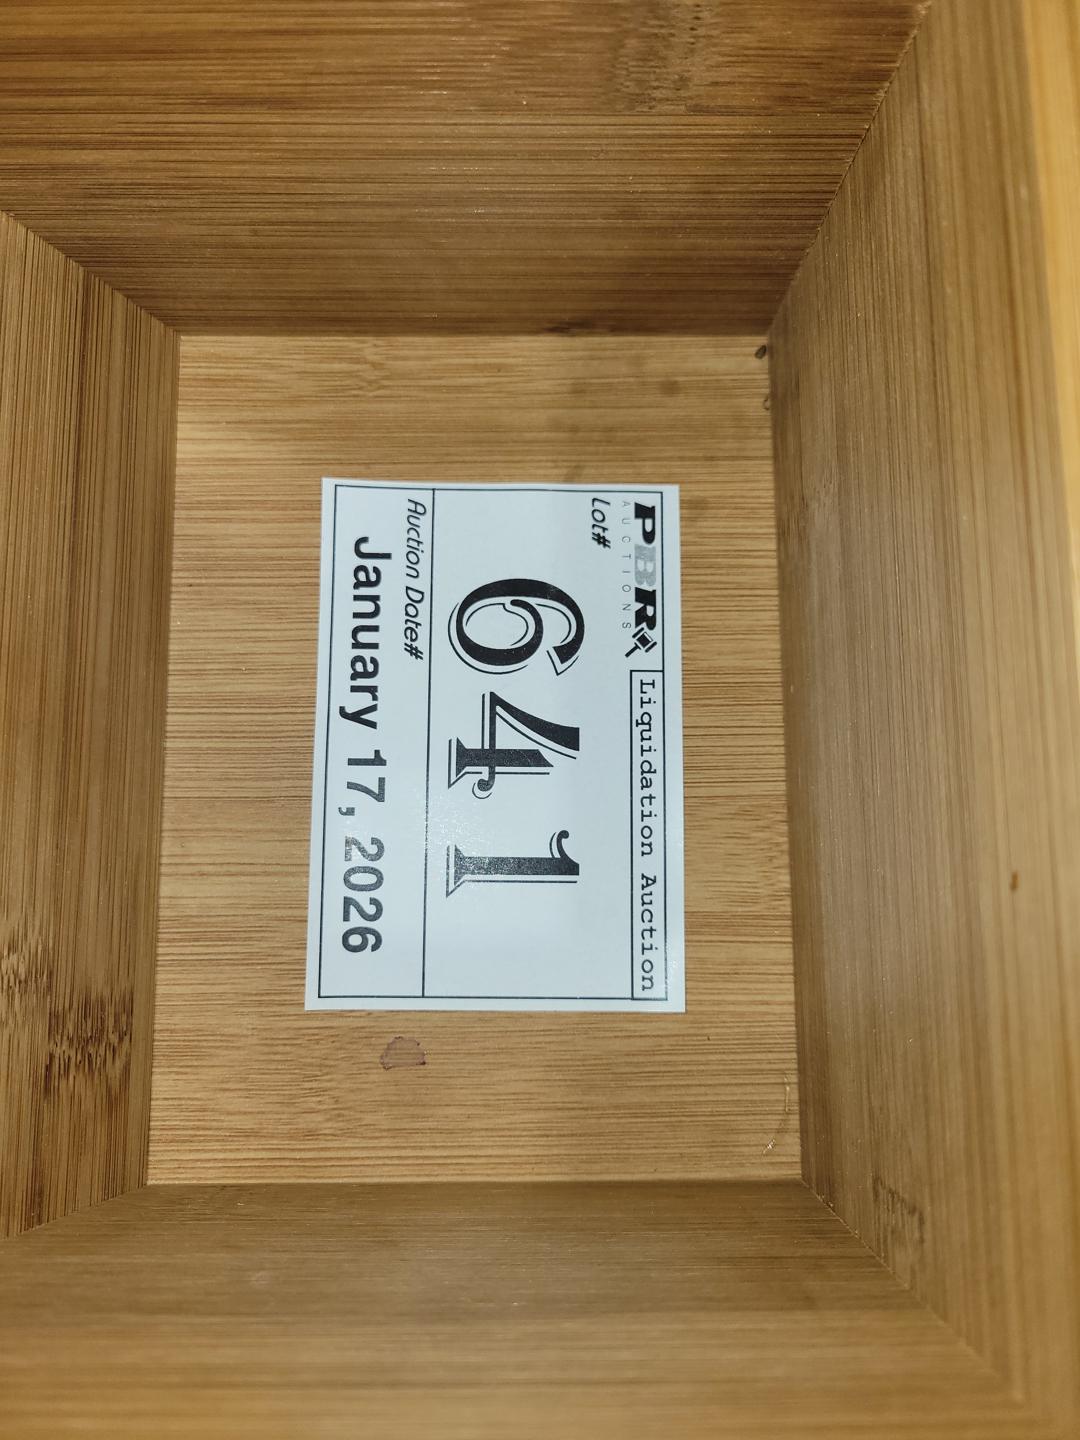 PBR Liquidation Auction
AUCTIONS
Lot#
641
Auction Date#
January 17, 2026